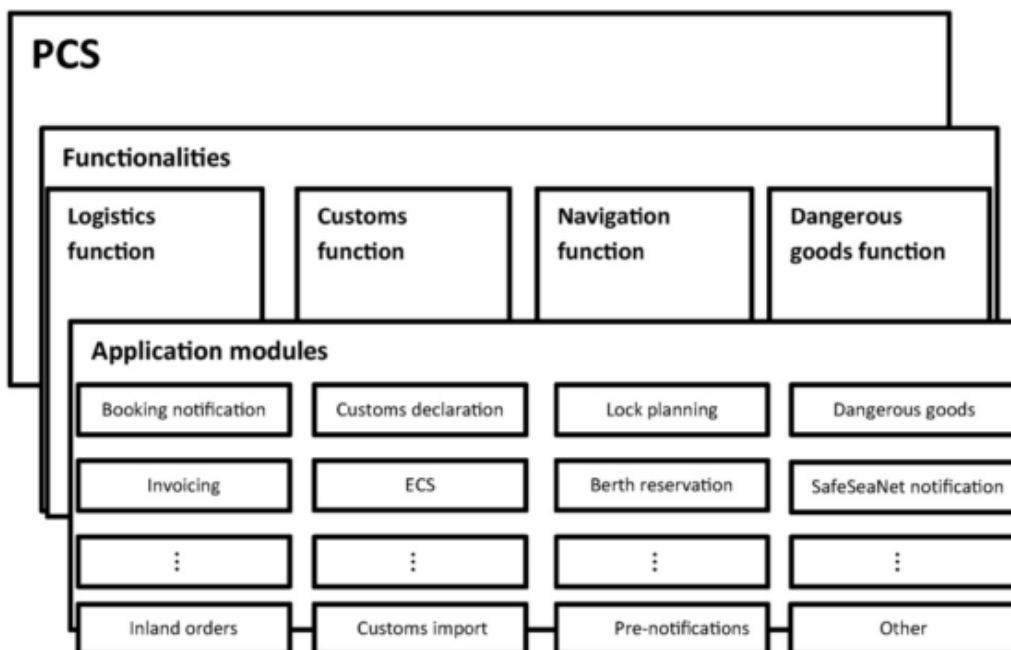 PCS
Functionalities
Logistics
function
Customs
function
Navigation
function
Dangerous
goods function
Application modules
Booking notification
Customs declaration
Lock planning
Dangerous goods
Invoicing
ECS
Berth reservation
SafeSeaNet notification
⋮
⋮
⋮
⋮
Inland orders
Customs import
Pre-notifications
Other